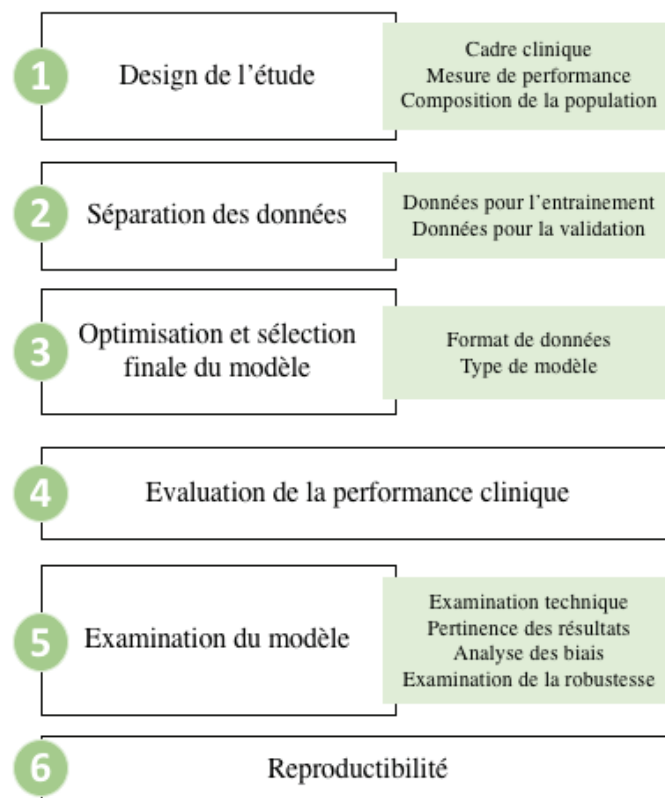 1
Design de l'étude
Cadre clinique
Mesure de performance
Composition de la population
2
Séparation des données
Données pour l'entrainement
Données pour la validation
3
Optimisation et sélection
finale du modèle
Format de données
Type de modèle
4
Evaluation de la performance clinique
5
Examination du modèle
Examination technique
Pertinence des résultats
Analyse des biais
Examination de la robustesse
6
Reproductibilité